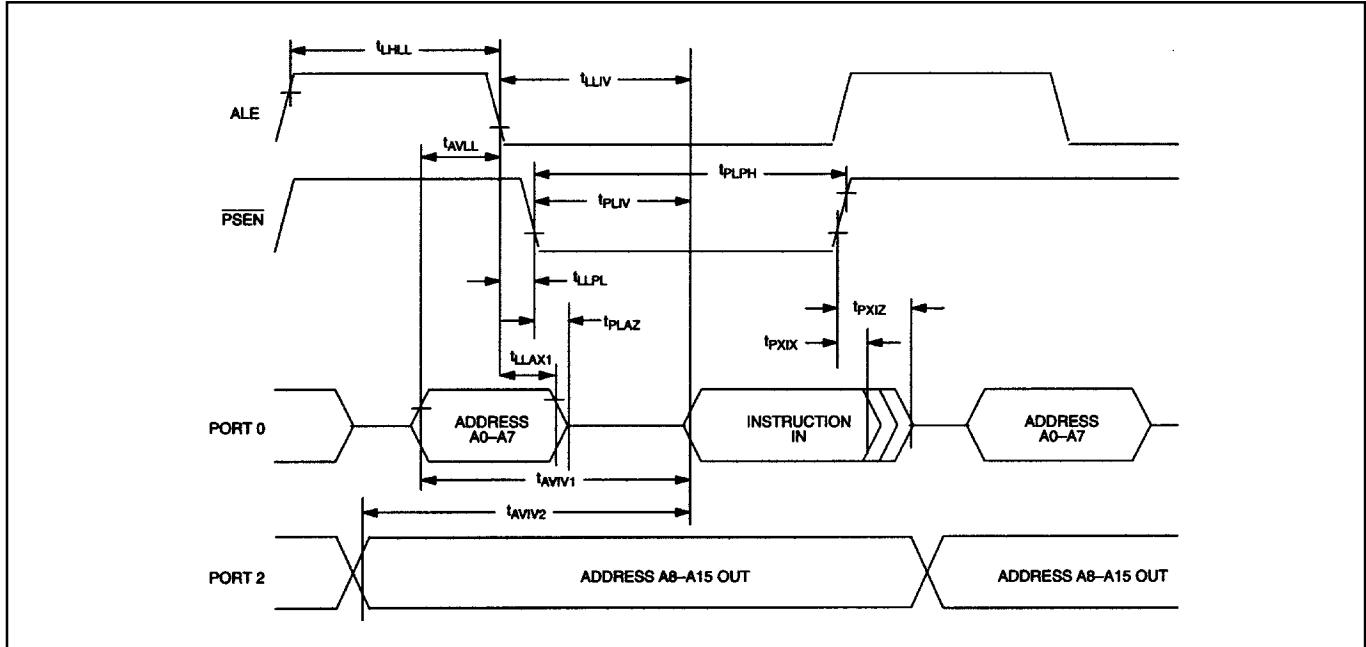 tLHLL
tLLIV
ALE
tAVLL
tPLPH
PSEN
tPLIV
tLLPL
tPLAZ
tPXIZ
tPXIX
tLLAX1
PORT 0
ADDRESS
A0–A7
INSTRUCTION
IN
ADDRESS
A0–A7
tAVIV1
tAVIV2
PORT 2
ADDRESS A8–A15 OUT
ADDRESS A8–A15 OUT